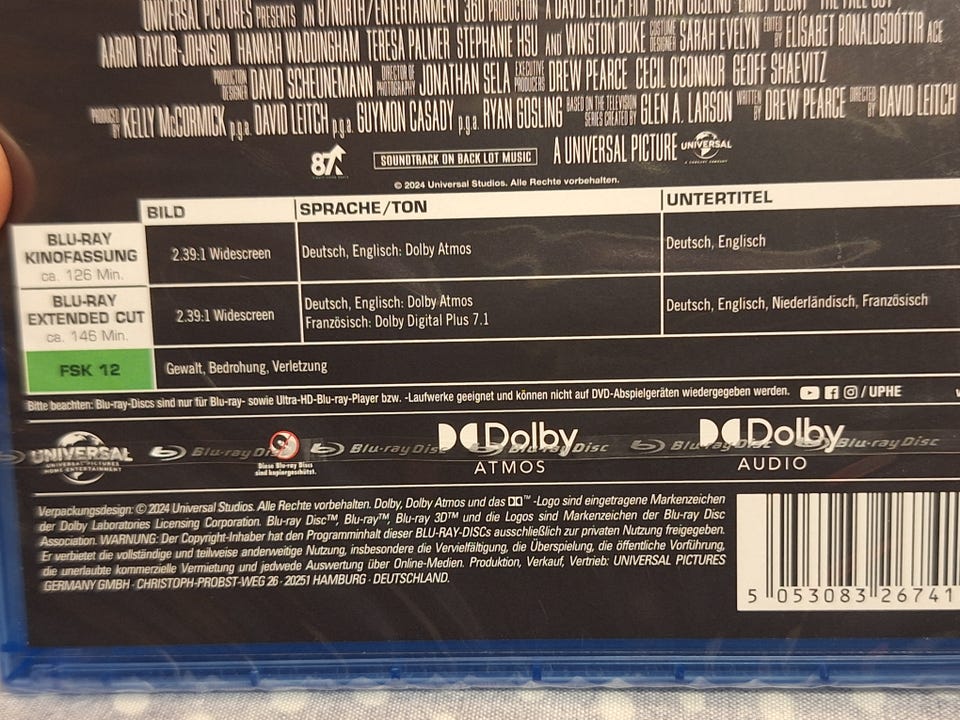 UNIVERSAL PICTURES PRESENTS AN 87NORTH/ENTERTAINMENT 360 PRODUCTION A DAVID LEITCH FILM RYAN GOSLING EMILY BLUNT THE FALL GUY
AARON TAYLOR-JOHNSON HANNAH WADDINGHAM TERESA PALMER STEPHANIE HSU AND WINSTON DUKE COSTUME DESIGNER SARAH EVELYN EDITED BY ELÍSABET RONALDSDÓTTIR ACE
PRODUCTION DESIGNER DAVID SCHEUNEMANN DIRECTOR OF PHOTOGRAPHY JONATHAN SELA EXECUTIVE PRODUCERS DREW PEARCE CECIL O'CONNOR GEOFF SHAEVITZ
PRODUCED BY KELLY McCORMICK p.g.a. DAVID LEITCH p.g.a. GUYMON CASADY p.g.a. RYAN GOSLING BASED ON THE TELEVISION SERIES CREATED BY GLEN A. LARSON WRITTEN BY DREW PEARCE DIRECTED BY DAVID LEITCH
87 SOUNDTRACK ON BACK LOT MUSIC A UNIVERSAL PICTURE UNIVERSAL
© 2024 Universal Studios. Alle Rechte vorbehalten.
BILD SPRACHE/TON UNTERTITEL
BLU-RAY
KINOFASSUNG
ca. 126 Min.
2.39:1 Widescreen
Deutsch, Englisch: Dolby Atmos
Deutsch, Englisch
BLU-RAY
EXTENDED CUT
ca. 146 Min.
2.39:1 Widescreen
Deutsch, Englisch: Dolby Atmos
Französisch: Dolby Digital Plus 7.1
Deutsch, Englisch, Niederländisch, Französisch
FSK 12 Gewalt, Bedrohung, Verletzung
Bitte beachten: Blu-ray-Discs sind nur für Blu-ray- sowie Ultra-HD-Blu-ray-Player bzw. -Laufwerke geeignet und können nicht auf DVD-Abspielgeräten wiedergegeben werden. / UPHE
UNIVERSAL
UNIVERSAL PICTURES
HOME ENTERTAINMENT
Blu-ray Disc Blu-ray Disc Blu-ray Disc Blu-ray Disc
Diese Blu-ray Discs
sind kopiergeschützt.
Dolby
ATMOS
Dolby
AUDIO
Verpackungsdesign: © 2024 Universal Studios. Alle Rechte vorbehalten. Dolby, Dolby Atmos und das ™ -Logo sind eingetragene Markenzeichen
der Dolby Laboratories Licensing Corporation. Blu-ray Disc™, Blu-ray™, Blu-ray 3D™ und die Logos sind Markenzeichen der Blu-ray Disc
Association. WARNUNG: Der Copyright-Inhaber hat den Programminhalt dieser BLU-RAY-DISCs ausschließlich zur privaten Nutzung freigegeben.
Er verbietet die vollständige und teilweise anderweitige Nutzung, insbesondere die Vervielfältigung, die Überspielung, die öffentliche Vorführung,
die unerlaubte kommerzielle Vermietung und jedwede Auswertung über Online-Medien. Produktion, Verkauf, Vertrieb: UNIVERSAL PICTURES
GERMANY GMBH · CHRISTOPH-PROBST-WEG 26 · 20251 HAMBURG · DEUTSCHLAND.
5 053083 26741